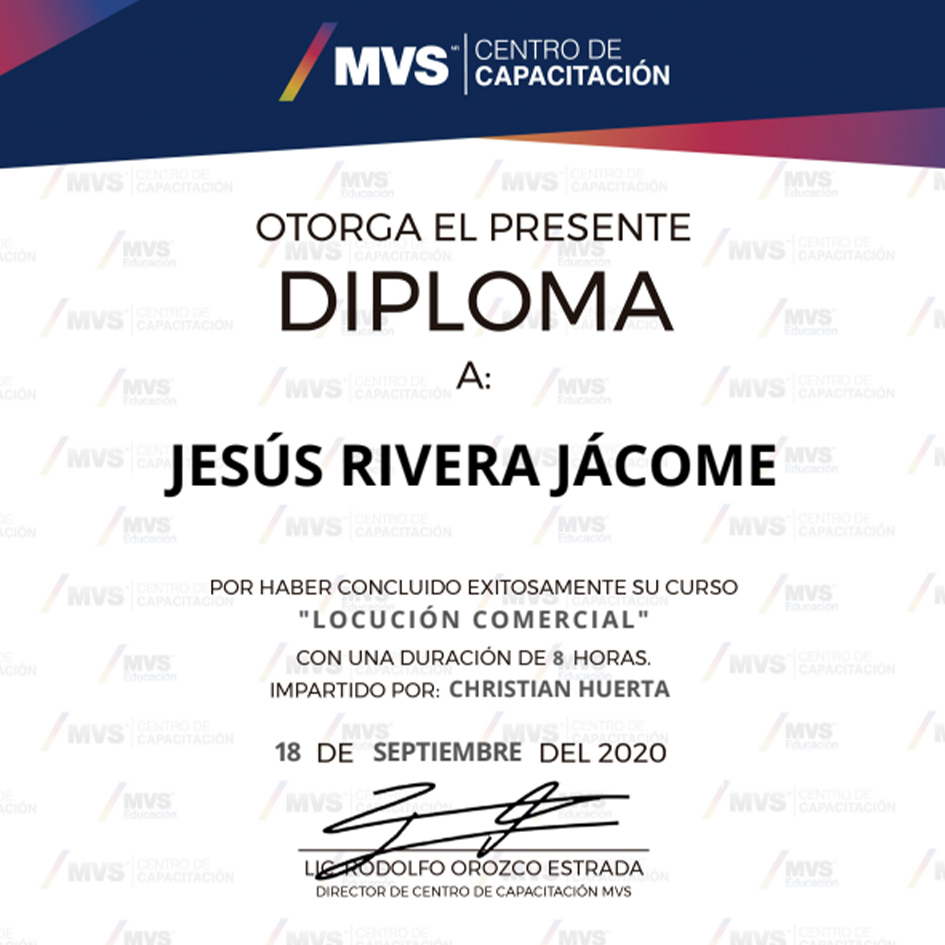 MVS
CENTRO DE
CAPACITACIÓN
OTORGA EL PRESENTE
DIPLOMA
A:
JESÚS RIVERA JÁCOME
POR HABER CONCLUIDO EXITOSAMENTE SU CURSO
"LOCUCIÓN COMERCIAL"
CON UNA DURACIÓN DE 8 HORAS.
IMPARTIDO POR: CHRISTIAN HUERTA
18 DE SEPTIEMBRE DEL 2020
LIC RODOLFO OROZCO ESTRADA
DIRECTOR DE CENTRO DE CAPACITACIÓN MVS